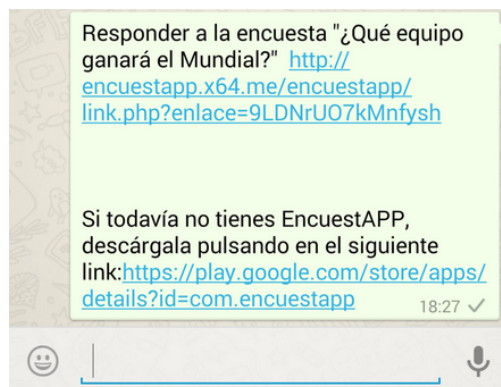 Responder a la encuesta "¿Qué equipo
ganará el Mundial?" http://
encuestapp.x64.me/encuestapp/
link.php?enlace=9LDNrUO7kMnfysh
Si todavía no tienes EncuestAPP,
descárgala pulsando en el siguiente
link:https://play.google.com/store/apps/
details?id=com.encuestapp
18:27